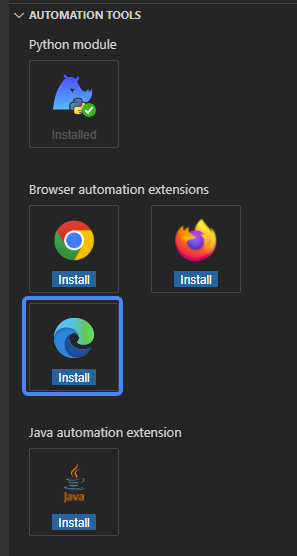 AUTOMATION TOOLS
Python module
Installed
Browser automation extensions
Install
Install
Install
Java automation extension
Java
Install